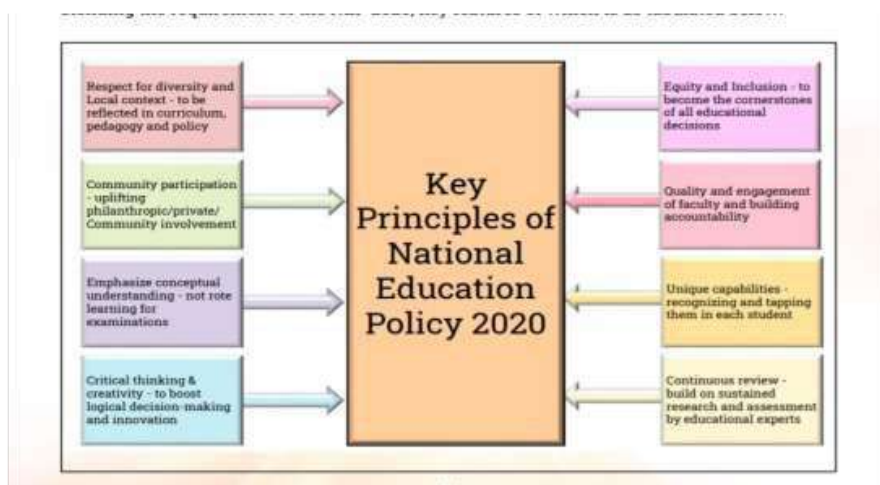 Respect for diversity and
Local context - to be
reflected in curriculum,
pedagogy and policy
Community participation
- uplifting
philanthropic/private/
Community involvement
Emphasize conceptual
understanding - not rote
learning for
examinations
Critical thinking &
creativity - to boost
logical decision-making
and innovation
Key
Principles of
National
Education
Policy 2020
Equity and Inclusion - to
become the cornerstones
of all educational
decisions
Quality and engagement
of faculty and building
accountability
Unique capabilities -
recognizing and tapping
them in each student
Continuous review -
build on sustained
research and assessment
by educational experts